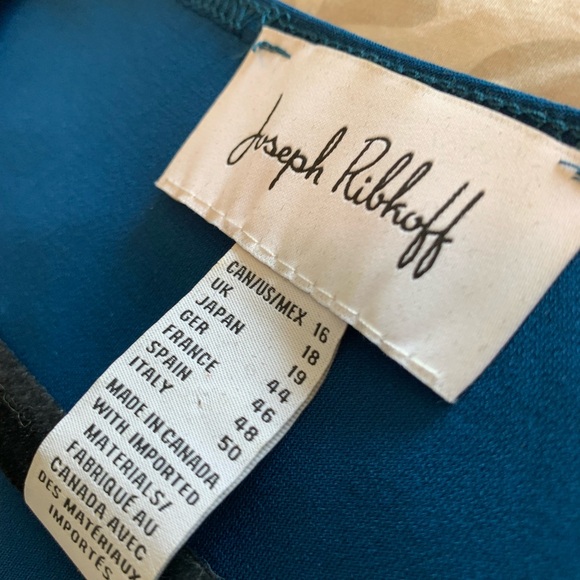 Joseph Ribkoff
CAN/US/MEX 16
UK 18
JAPAN 19
GER 44
FRANCE 46
SPAIN 48
ITALY 50
MADE IN CANADA
WITH IMPORTED
MATERIALS/
FABRIQUÉ AU
CANADA AVEC
DES MATÉRIAUX
IMPORTÉS